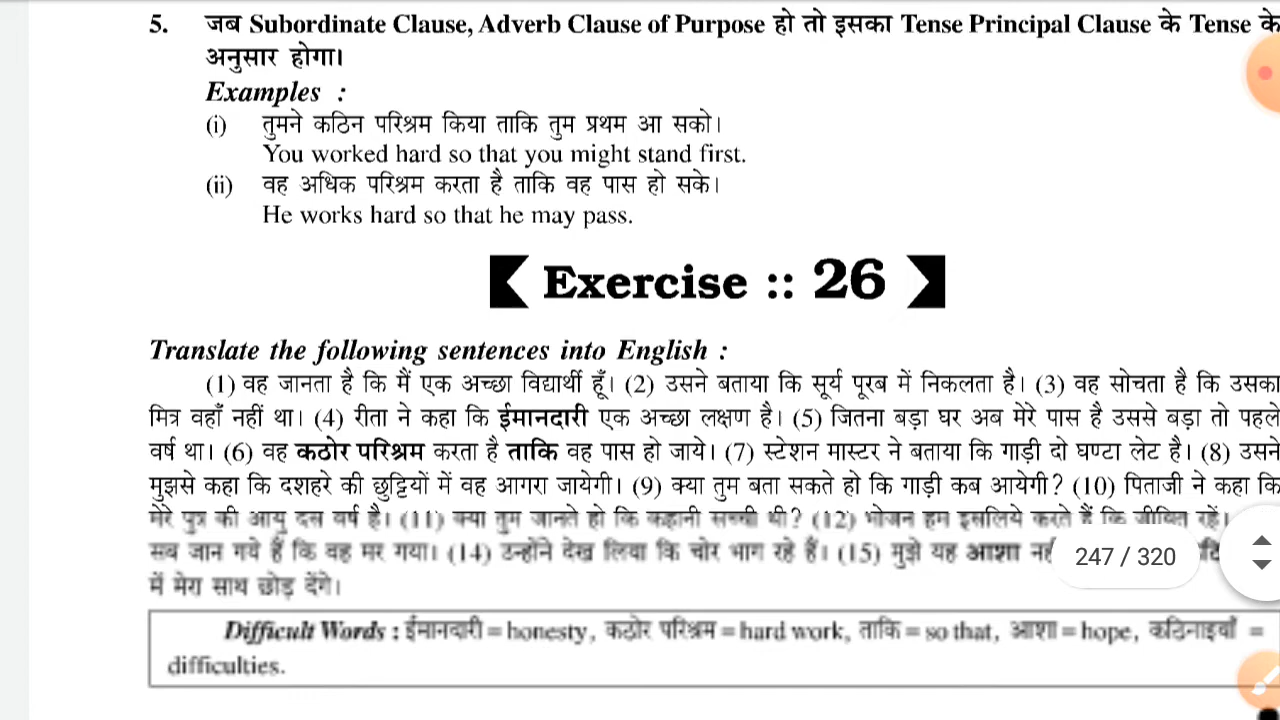 5. जब Subordinate Clause, Adverb Clause of Purpose हो तो इसका Tense Principal Clause के Tense के
अनुसार होगा।
Examples :
(i) तुमने कठिन परिश्रम किया ताकि तुम प्रथम आ सको।
You worked hard so that you might stand first.
(ii) वह अधिक परिश्रम करता है ताकि वह पास हो सके।
He works hard so that he may pass.
Exercise :: 26
Translate the following sentences into English :
(1) वह जानता है कि मैं एक अच्छा विद्यार्थी हूँ। (2) उसने बताया कि सूर्य पूरब में निकलता है। (3) वह सोचता है कि उसका
मित्र वहाँ नहीं था। (4) रीता ने कहा कि ईमानदारी एक अच्छा लक्षण है। (5) जितना बड़ा घर अब मेरे पास है उससे बड़ा तो पहले
वर्ष था। (6) वह कठोर परिश्रम करता है ताकि वह पास हो जाये। (7) स्टेशन मास्टर ने बताया कि गाड़ी दो घण्टा लेट है। (8) उसने
मुझसे कहा कि दशहरे की छुट्टियों में वह आगरा जायेगी। (9) क्या तुम बता सकते हो कि गाड़ी कब आयेगी? (10) पिताजी ने कहा कि
मेरे पुत्र की आयु दस वर्ष है। (11) क्या तुम जानते हो कि कहानी सच्ची थी? (12) भोजन हम इसलिये करते हैं कि जीवित रहें।
सब जान गये हैं कि वह मर गया। (14) उन्होंने देख लिया कि चोर भाग रहे हैं। (15) मुझे यह आशा 247 / 320
में मेरा साथ छोड़ देंगे।
Difficult Words : ईमानदारी = honesty, कठोर परिश्रम = hard work, ताकि = so that, आशा = hope, कठिनाइयाँ =
difficulties.